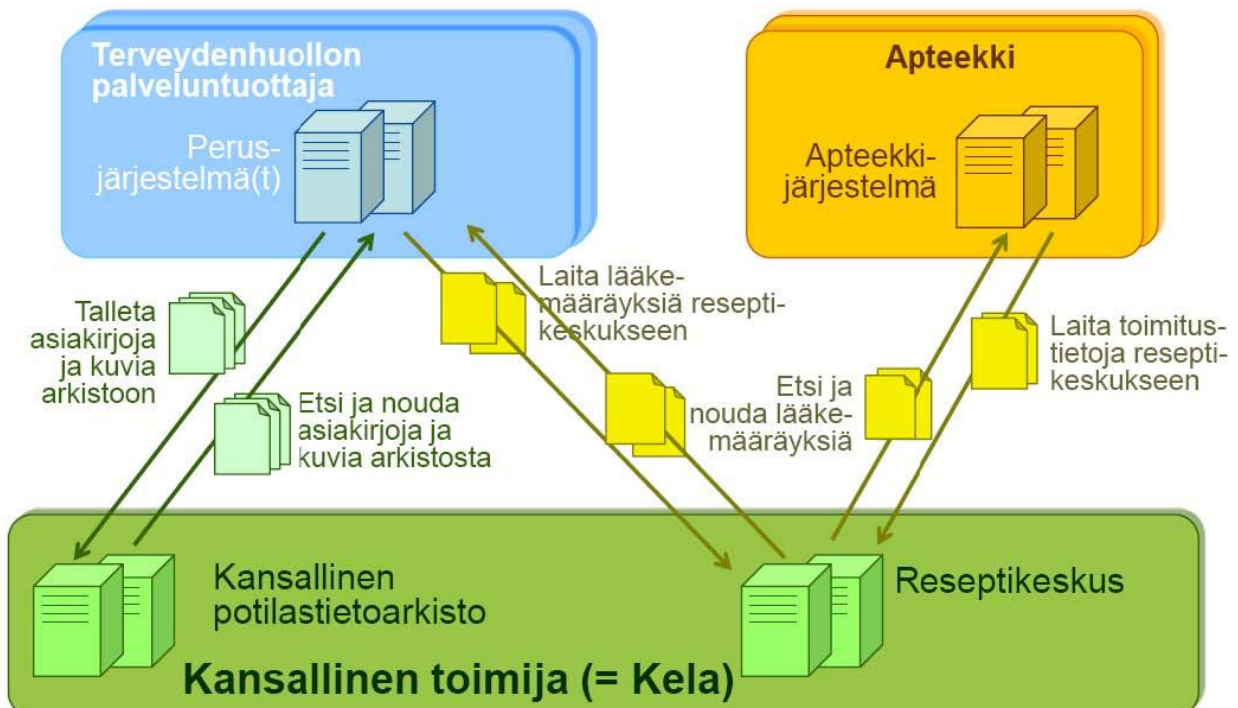 Terveydenhuollon
palveluntuottaja
Perus-
järjestelmä(t)
Apteekki
Apteekki-
järjestelmä
Talleta
asiakirjoja
ja kuvia
arkistoon
Etsi ja nouda
asiakirjoja ja
kuvia arkistosta
Laita lääke-
määräyksiä resepti-
keskukseen
Etsi ja
nouda lääke-
määräyksiä
Laita toimitus-
tietoja resepti-
keskukseen
Kansallinen
potilastietoarkisto
Reseptikeskus
Kansallinen toimija (= Kela)